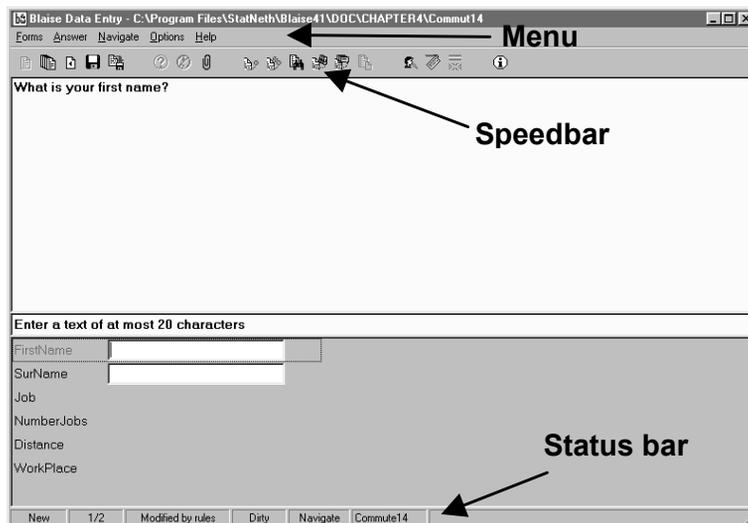 Blaise Data Entry - C:\Program Files\StatNeth\Blaise41\DOC\CHAPTER4\Commut14
Forms Answer Navigate Options Help
Menu
What is your first name?
Speedbar
Enter a text of at most 20 characters
FirstName
SurName
Job
NumberJobs
Distance
WorkPlace
Status bar
New 1/2 Modified by rules Dirty Navigate Commute14